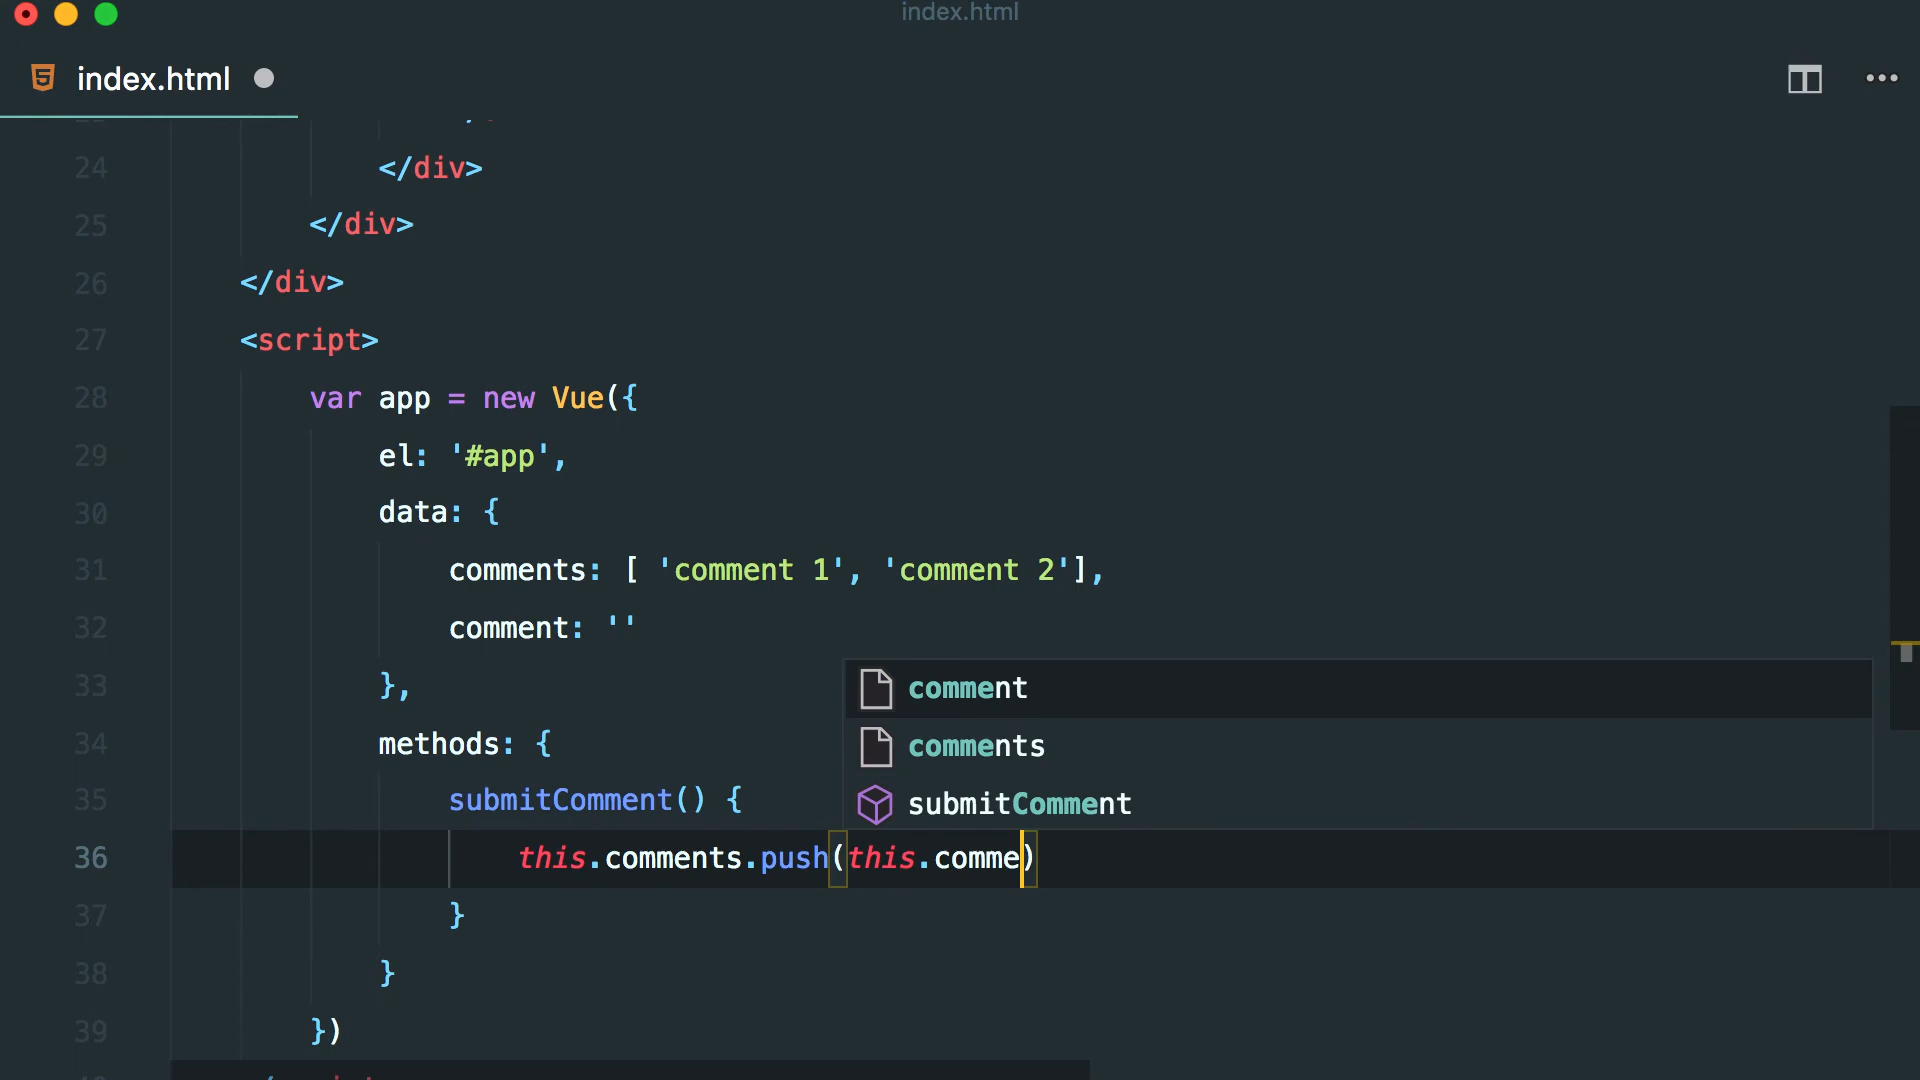 index.html
index.html
24 </div>
25 </div>
26 </div>
27 <script>
28 var app = new Vue({
29 el: '#app',
30 data: {
31 comments: [ 'comment 1', 'comment 2'],
32 comment: ''
33 },
comment
34 methods: {
comments
35 submitComment() {
submitComment
36 this.comments.push(this.comme)
37 }
38 }
39 })